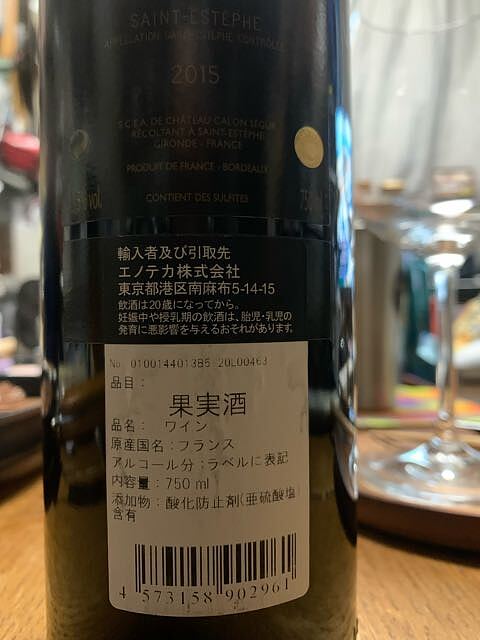 SAINT-ESTÈPHE
APPELLATION SAINT-ESTÈPHE CONTRÔLÉE
2015
S.C.E.A. DE CHÂTEAU CALON SÉGUR
RÉCOLTANT À SAINT-ESTÈPHE
GIRONDE - FRANCE
PRODUIT DE FRANCE - BORDEAUX
vol. CONTIENT DES SULFITES
輸入者及び引取先
エノテカ株式会社
東京都港区南麻布5-14-15
飲酒は20歳になってから。
妊娠中や授乳期の飲酒は、胎児・乳児の
発育に悪影響を与えるおそれがあります。
No. 0100144013B5 20L00463
品目：
果実酒
品名： ワイン
原産国名：フランス
アルコール分：ラベルに表記
内容量：750 ml
添加物：酸化防止剤(亜硫酸塩)
含有
4 573158 902961